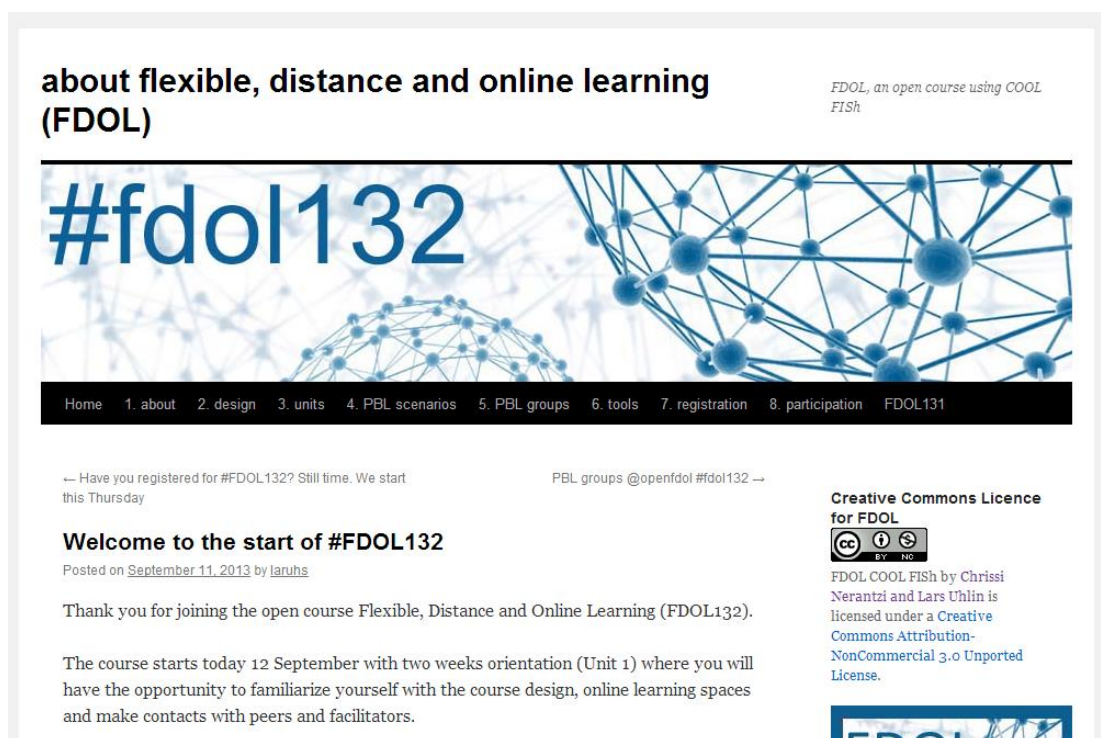 about flexible, distance and online learning
(FDOL)
FDOL, an open course using COOL
FISh
#fdol132
Home 1. about 2. design 3. units 4. PBL scenarios 5. PBL groups 6. tools 7. registration 8. participation FDOL131
← Have you registered for #FDOL132? Still time. We start
this Thursday
PBL groups @openfdol #fdol132 →
Welcome to the start of #FDOL132
Posted on September 11, 2013 by laruhs
Thank you for joining the open course Flexible, Distance and Online Learning (FDOL132).
The course starts today 12 September with two weeks orientation (Unit 1) where you will
have the opportunity to familiarize yourself with the course design, online learning spaces
and make contacts with peers and facilitators.
Creative Commons Licence
for FDOL
cc
BY NC
FDOL COOL FISh by Chrissi
Nerantzi and Lars Uhlin is
licensed under a Creative
Commons Attribution-
NonCommercial 3.0 Unported
License.
FDOL